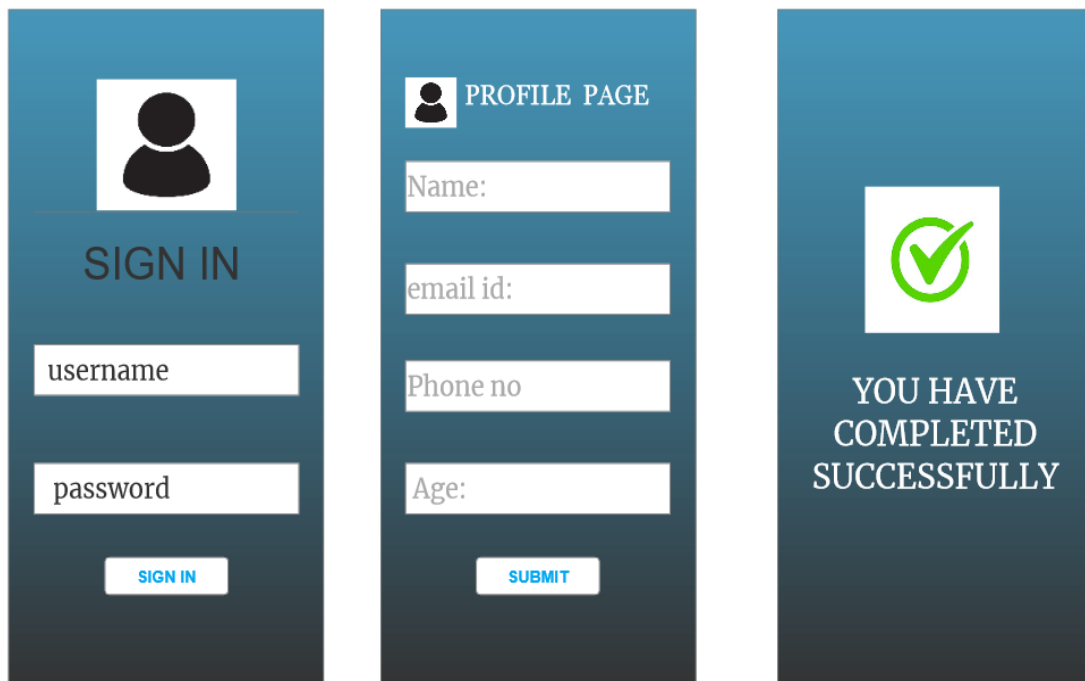 SIGN IN
username
password
SIGN IN
PROFILE PAGE
Name:
email id:
Phone no
Age:
SUBMIT
YOU HAVE
COMPLETED
SUCCESSFULLY